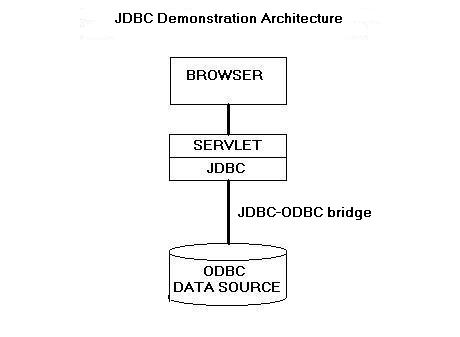 JDBC Demonstration Architecture
BROWSER
SERVLET
JDBC
JDBC-ODBC bridge
ODBC
DATA SOURCE